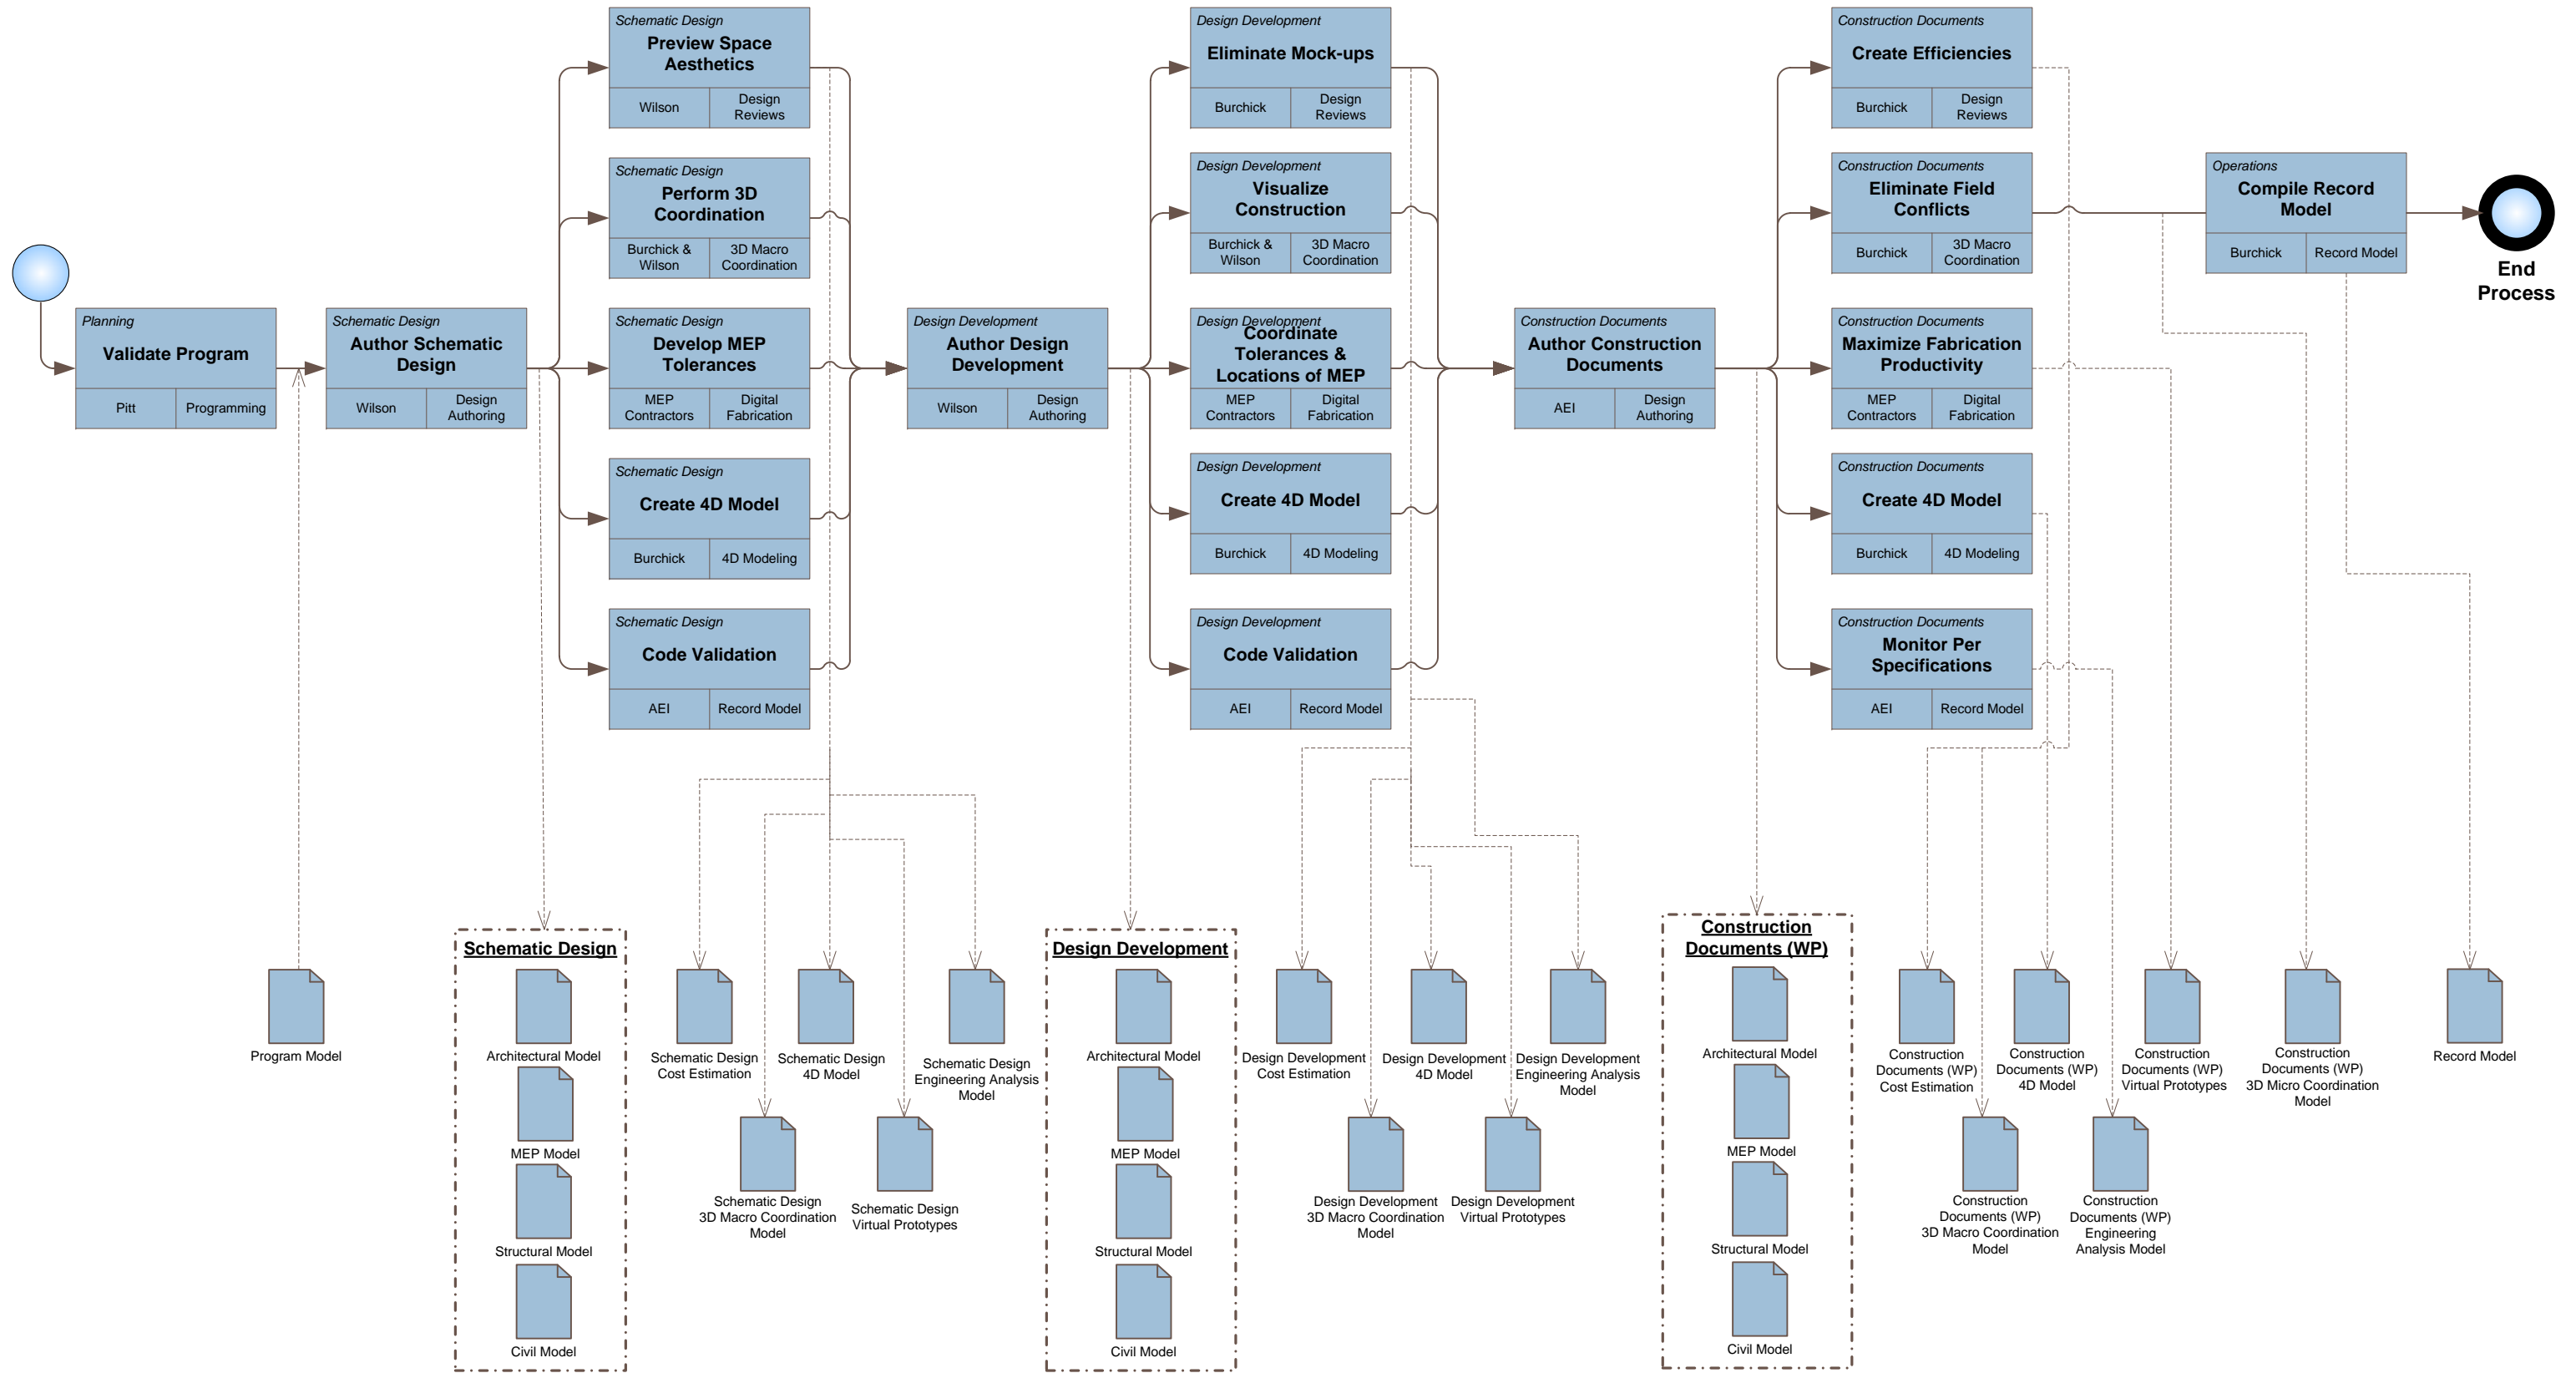 Schematic Design
Preview Space
Aesthetics
Wilson
Design
Reviews
Schematic Design
Perform 3D
Coordination
Burchick &
Wilson
3D Macro
Coordination
Planning
Validate Program
Pitt
Programming
Schematic Design
Author Schematic
Design
Wilson
Design
Authoring
Schematic Design
Develop MEP
Tolerances
MEP
Contractors
Digital
Fabrication
Schematic Design
Create 4D Model
Burchick
4D Modeling
Schematic Design
Code Validation
AEI
Record Model
Design Development
Author Design
Development
Wilson
Design
Authoring
Design Development
Eliminate Mock-ups
Burchick
Design
Reviews
Design Development
Visualize
Construction
Burchick &
Wilson
3D Macro
Coordination
Design Development
Coordinate
Tolerances &
Locations of MEP
MEP
Contractors
Digital
Fabrication
Design Development
Create 4D Model
Burchick
4D Modeling
Design Development
Code Validation
AEI
Record Model
Construction Documents
Author Construction
Documents
AEI
Design
Authoring
Construction Documents
Create Efficiencies
Burchick
Design
Reviews
Construction Documents
Eliminate Field
Conflicts
Burchick
3D Macro
Coordination
Construction Documents
Maximize Fabrication
Productivity
MEP
Contractors
Digital
Fabrication
Construction Documents
Create 4D Model
Burchick
4D Modeling
Construction Documents
Monitor Per
Specifications
AEI
Record Model
Operations
Compile Record
Model
Burchick
Record Model
End
Process
Program Model
Schematic Design
Architectural Model
MEP Model
Structural Model
Civil Model
Schematic Design
Cost Estimation
Schematic Design
4D Model
Schematic Design
Engineering Analysis
Model
Schematic Design
3D Macro Coordination
Model
Schematic Design
Virtual Prototypes
Design Development
Architectural Model
MEP Model
Structural Model
Civil Model
Design Development
Cost Estimation
Design Development
4D Model
Design Development
Engineering Analysis
Model
Design Development
3D Macro Coordination
Model
Design Development
Virtual Prototypes
Construction
Documents (WP)
Architectural Model
MEP Model
Structural Model
Civil Model
Construction
Documents (WP)
Cost Estimation
Construction
Documents (WP)
4D Model
Construction
Documents (WP)
Virtual Prototypes
Construction
Documents (WP)
3D Micro Coordination
Model
Record Model
Construction
Documents (WP)
3D Macro Coordination
Model
Construction
Documents (WP)
Engineering
Analysis Model